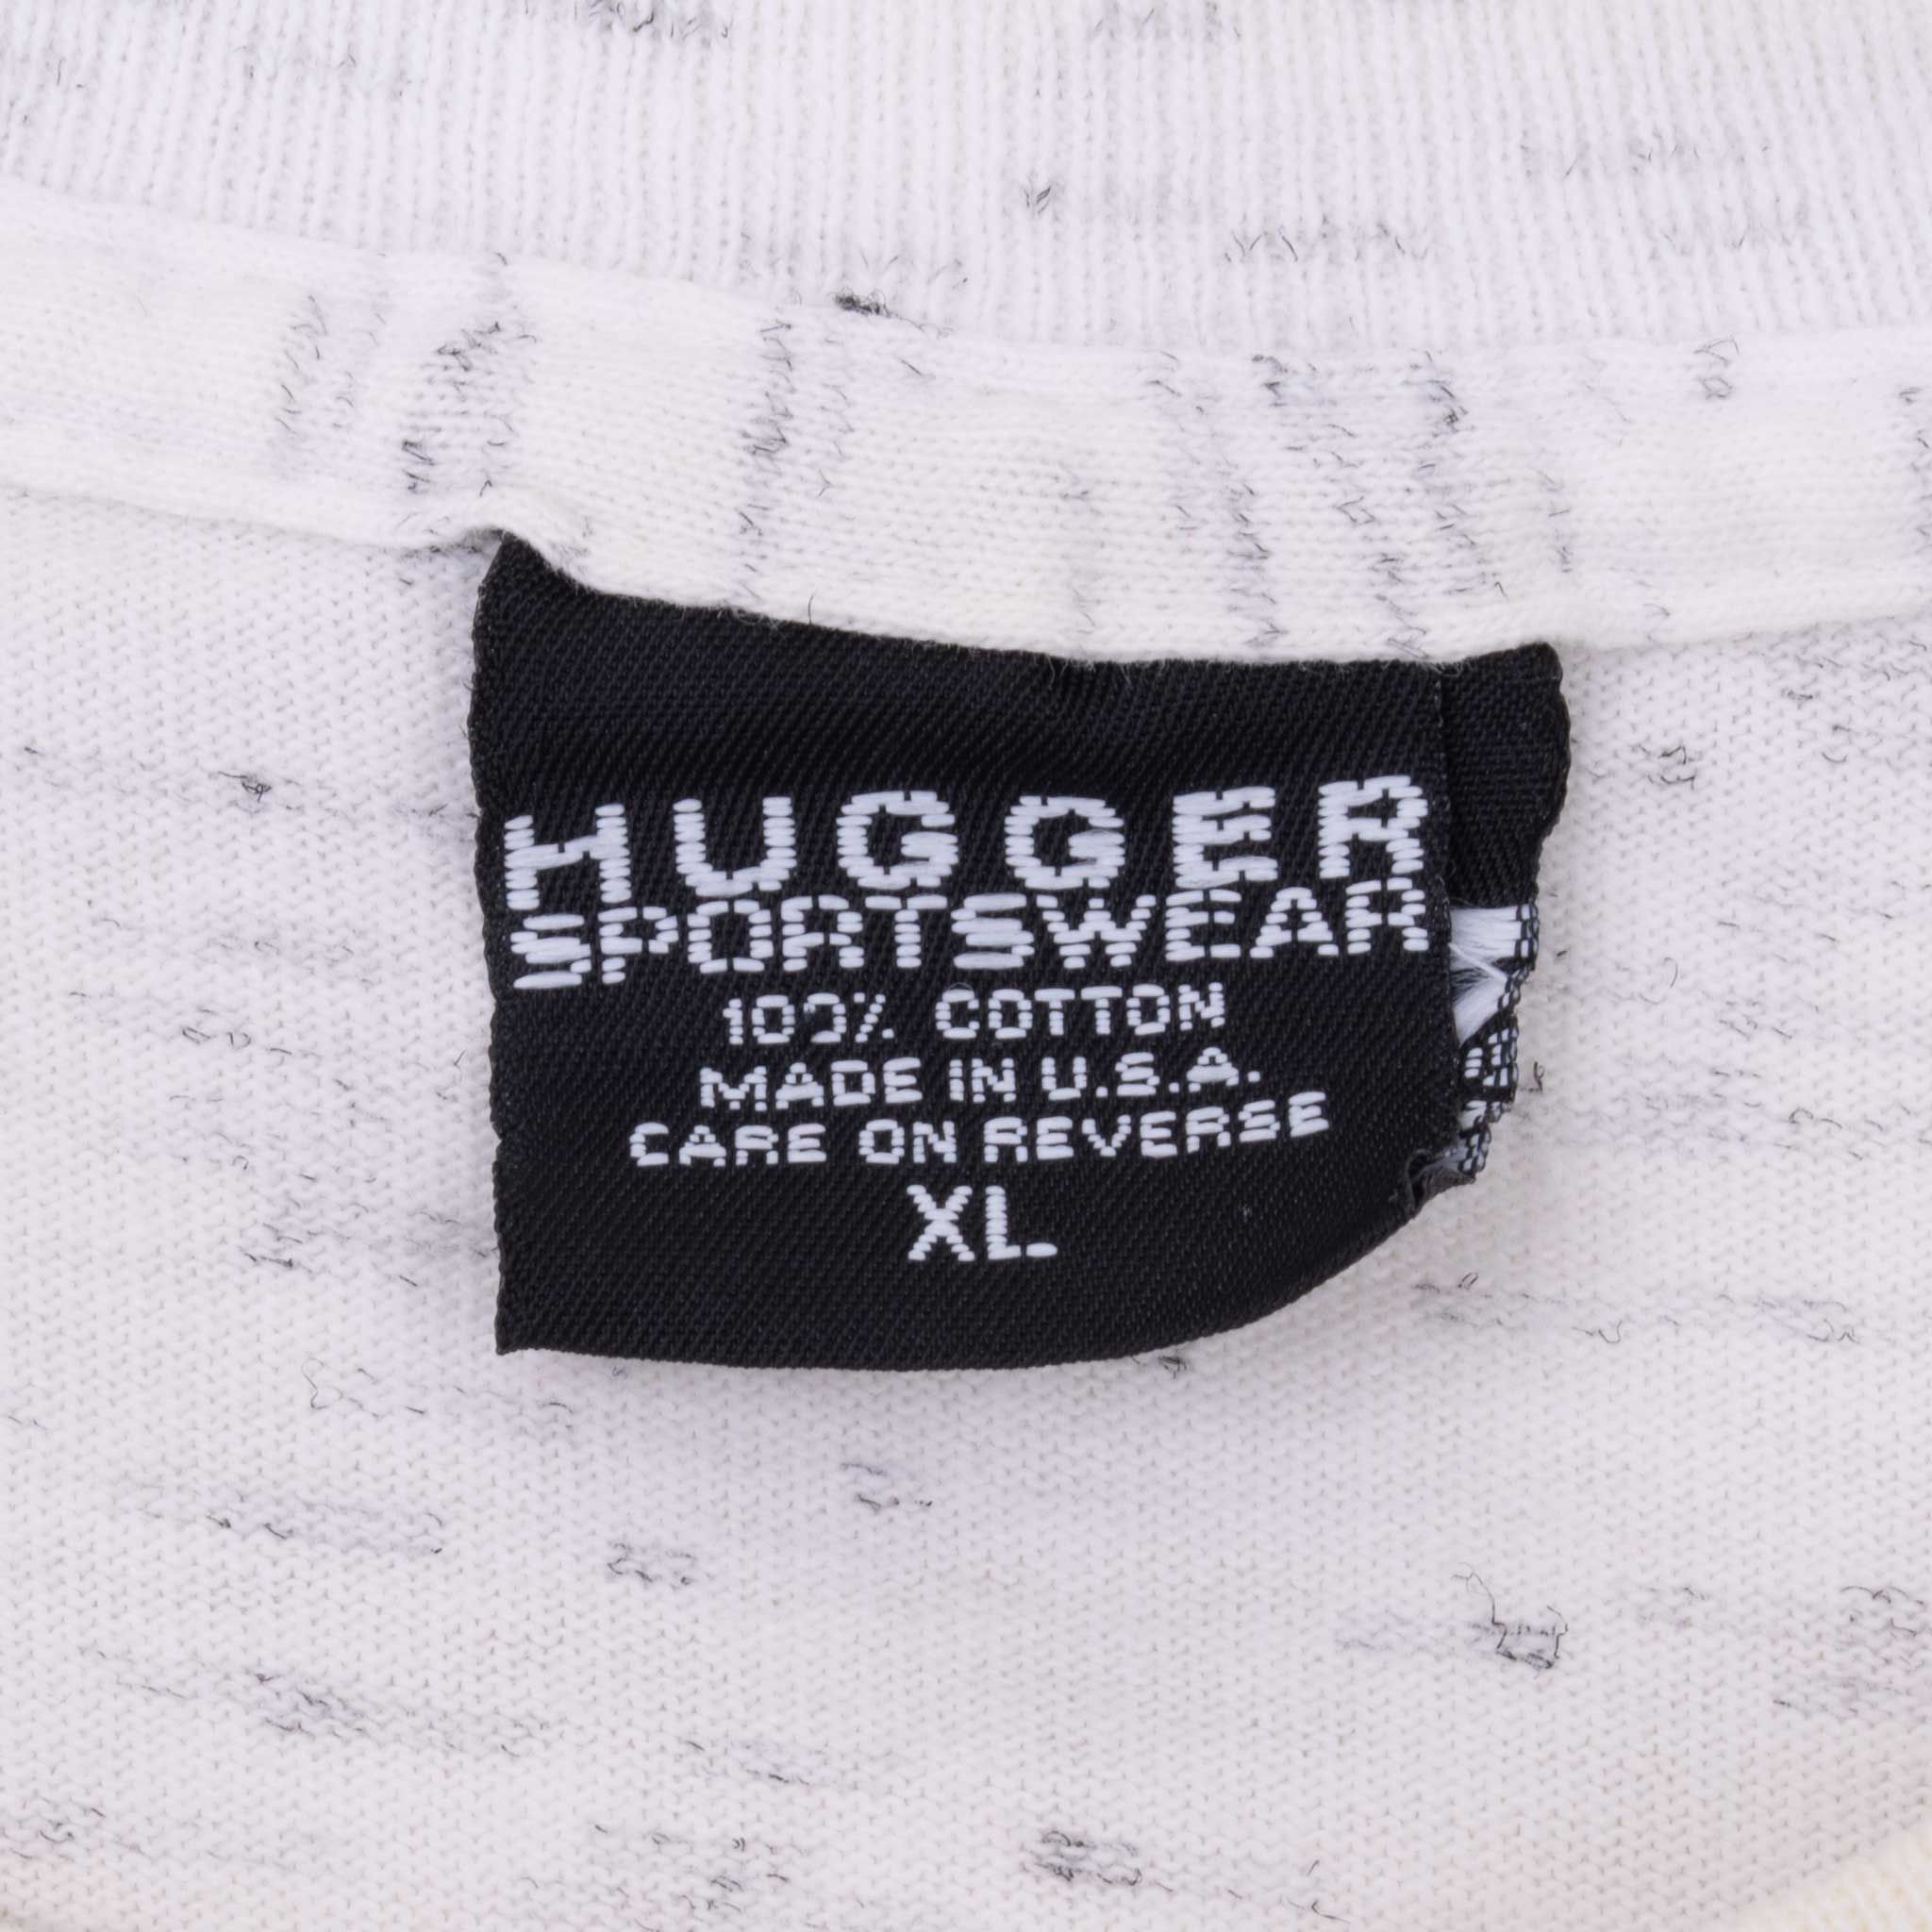 HUGGER
SPORTSWEAR
100% COTTON
MADE IN U.S.A.
CARE ON REVERSE
XL